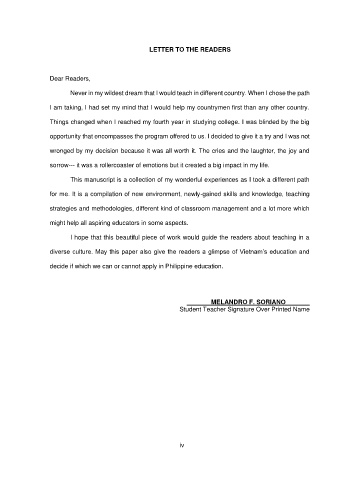 LETTER TO THE READERS
Dear Readers,
Never in my wildest dream that I would teach in different country. When I chose the path
I am taking, I had set my mind that I would help my countrymen first than any other country.
Things changed when I reached my fourth year in studying college. I was blinded by the big
opportunity that encompasses the program offered to us. I decided to give it a try and I was not
wronged by my decision because it was all worth it. The cries and the laughter, the joy and
sorrow--- it was a rollercoaster of emotions but it created a big impact in my life.
This manuscript is a collection of my wonderful experiences as I took a different path
for me. It is a compilation of new environment, newly-gained skills and knowledge, teaching
strategies and methodologies, different kind of classroom management and a lot more which
might help all aspiring educators in some aspects.
I hope that this beautiful piece of work would guide the readers about teaching in a
diverse culture. May this paper also give the readers a glimpse of Vietnam's education and
decide if which we can or cannot apply in Philippine education.
MELANDRO F. SORIANO
Student Teacher Signature Over Printed Name
iv